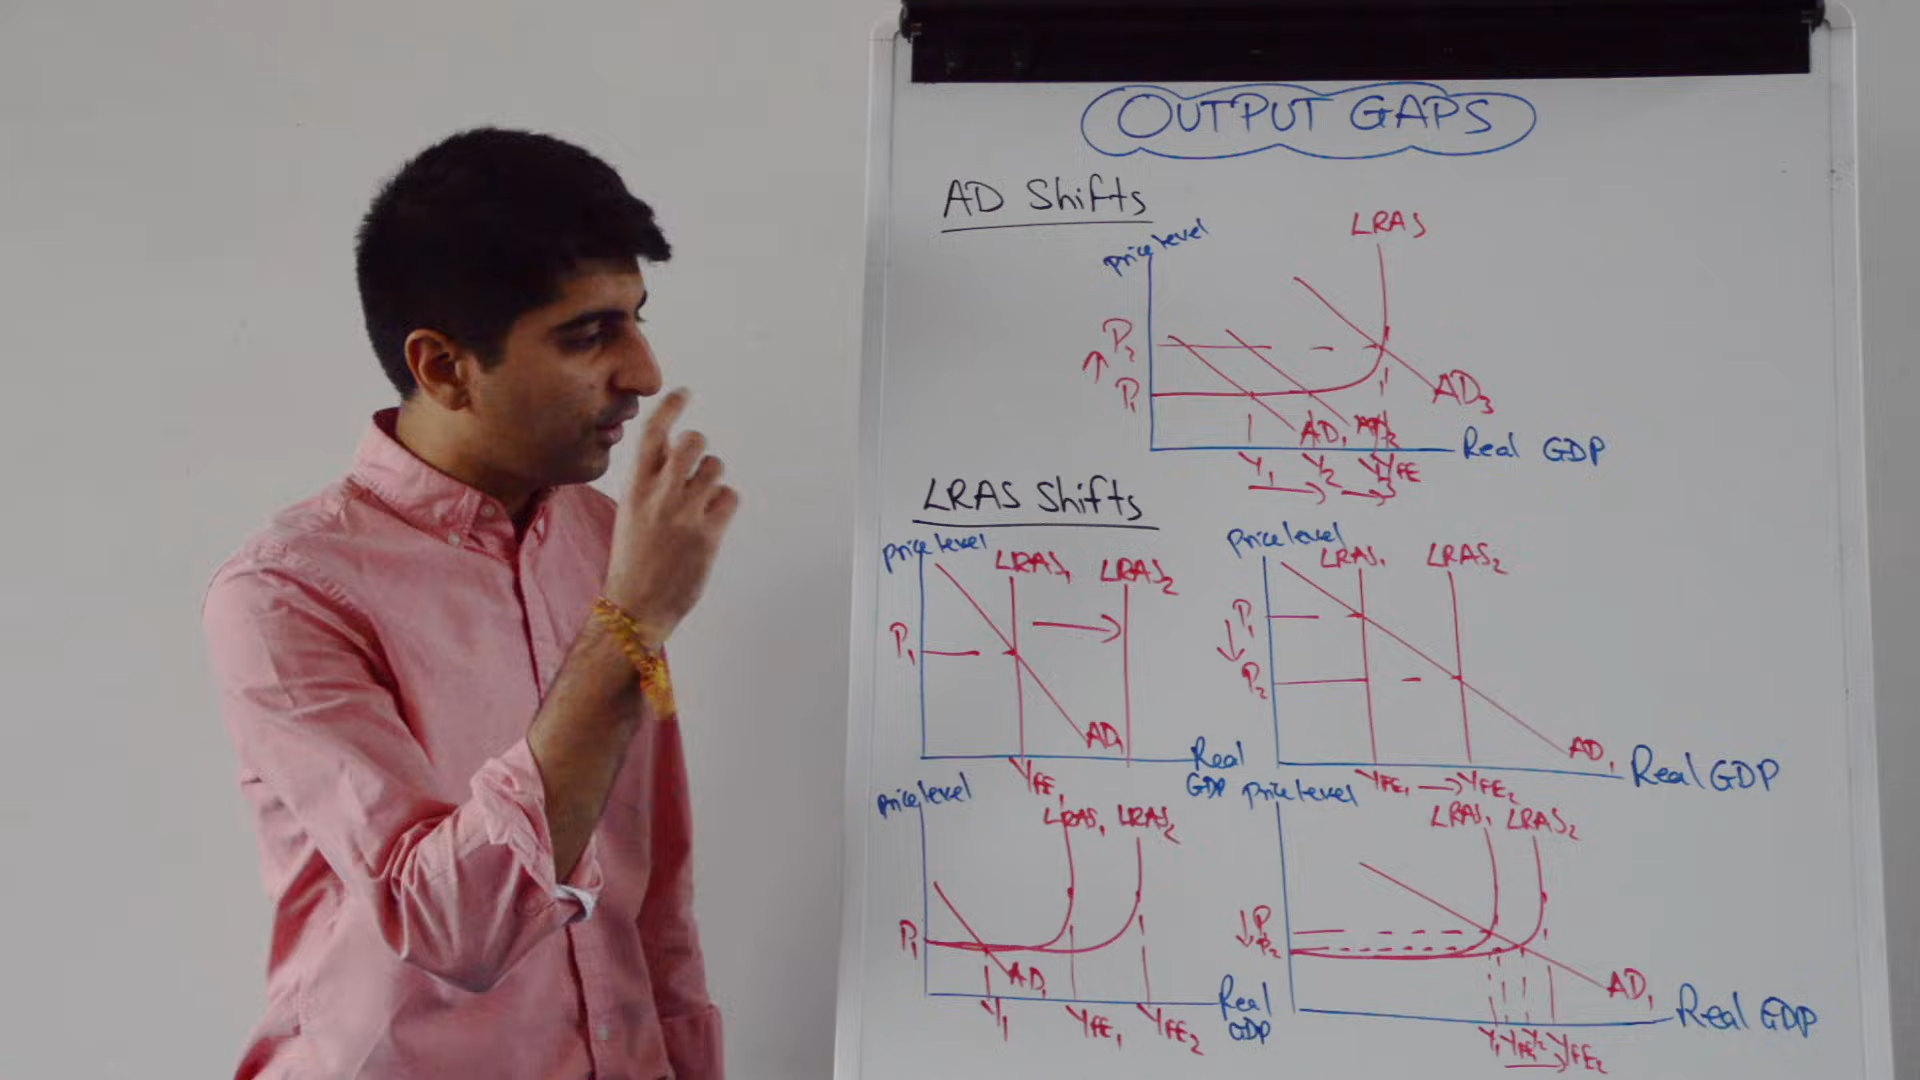 OUTPUT GAPS
AD Shifts
price level
LRAS
P2
P1
AD1
AD3
Real GDP
Y1
Y2
YFE
LRAS Shifts
price level
LRAS1
LRAS2
P1
AD1
Real
GDP
YFE1
price level
LRAS1
LRAS2
P1
P2
AD1
Real GDP
YFE1
YFE2
price level
LRAS1
LRAS2
P1
AD1
Real
GDP
Y1
YFE1
YFE2
price level
LRAS1
LRAS2
P1
P2
AD1
Real GDP
Y1
YFE1
Y2
YFE2